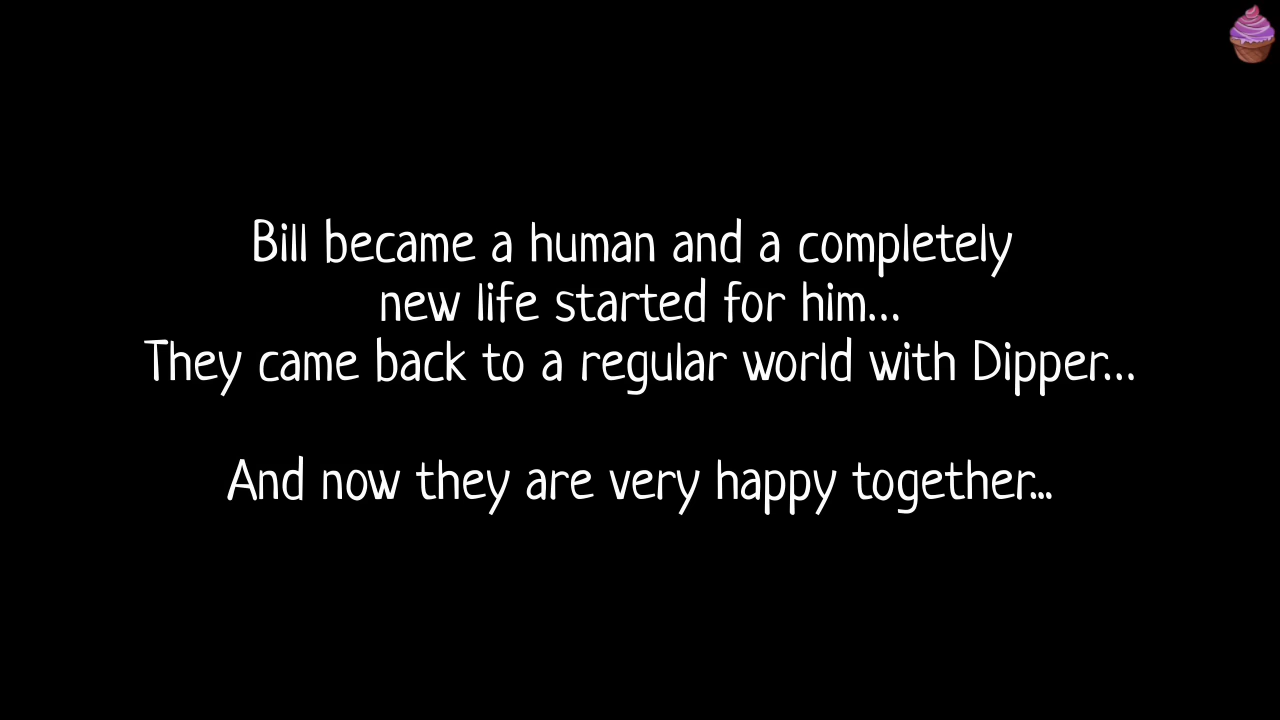 Bill became a human and a completely
new life started for him...
They came back to a regular world with Dipper...
And now they are very happy together...